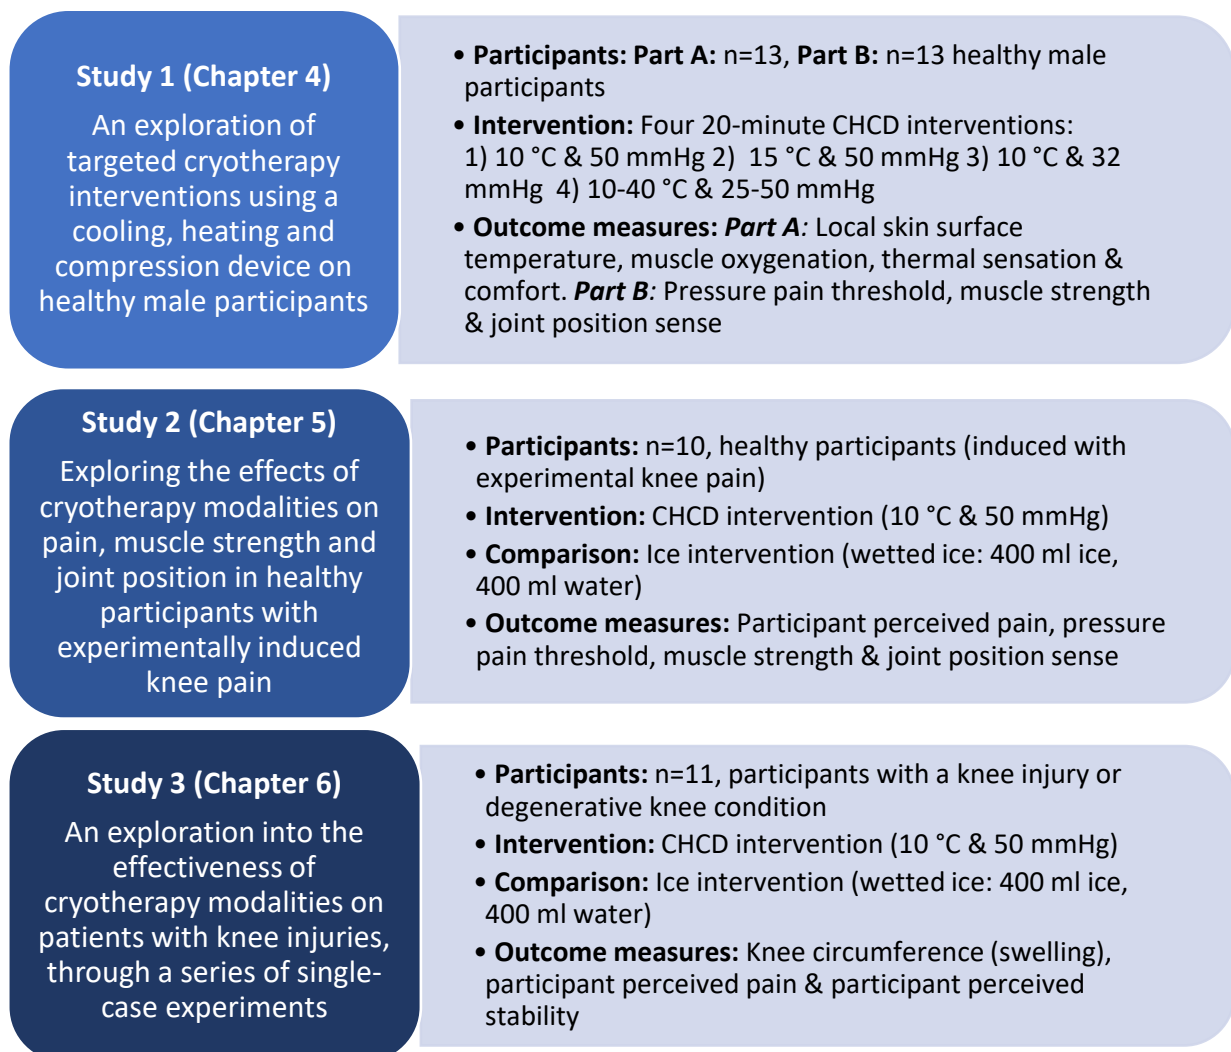 Study 1 (Chapter 4)
An exploration of
targeted cryotherapy
interventions using a
cooling, heating and
compression device on
healthy male participants
• Participants: Part A: n=13, Part B: n=13 healthy male
participants
• Intervention: Four 20-minute CHCD interventions:
1) 10 °C & 50 mmHg 2)  15 °C & 50 mmHg 3) 10 °C & 32
mmHg  4) 10-40 °C & 25-50 mmHg
• Outcome measures: Part A: Local skin surface
temperature, muscle oxygenation, thermal sensation &
comfort. Part B: Pressure pain threshold, muscle strength
& joint position sense
Study 2 (Chapter 5)
Exploring the effects of
cryotherapy modalities on
pain, muscle strength and
joint position in healthy
participants with
experimentally induced
knee pain
• Participants: n=10, healthy participants (induced with
experimental knee pain)
• Intervention: CHCD intervention (10 °C & 50 mmHg)
• Comparison: Ice intervention (wetted ice: 400 ml ice,
400 ml water)
• Outcome measures: Participant perceived pain, pressure
pain threshold, muscle strength & joint position sense
Study 3 (Chapter 6)
An exploration into the
effectiveness of
cryotherapy modalities on
patients with knee injuries,
through a series of single-
case experiments
• Participants: n=11, participants with a knee injury or
degenerative knee condition
• Intervention: CHCD intervention (10 °C & 50 mmHg)
• Comparison: Ice intervention (wetted ice: 400 ml ice,
400 ml water)
• Outcome measures: Knee circumference (swelling),
participant perceived pain & participant perceived
stability